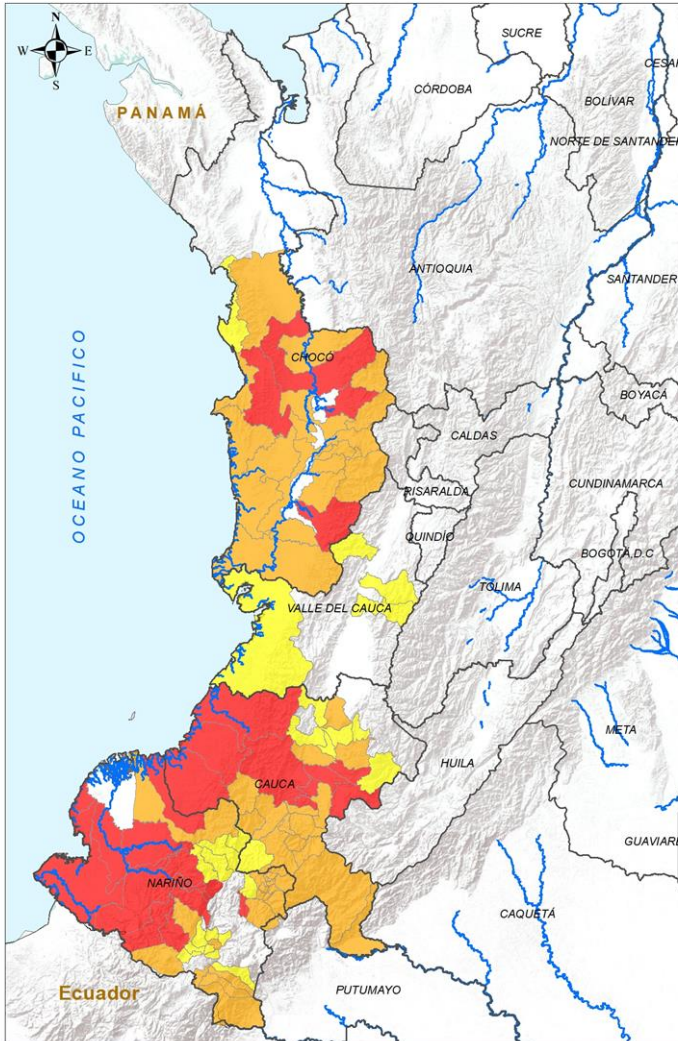 N
W E
S
SUCRE
CESAR
CÓRDOBA
BOLÍVAR
PANAMÁ
NORTE DE SANTANDER
ANTIOQUIA
SANTANDER
OCEANO PACIFICO
CHOCÓ
BOYACÁ
CALDAS
CUNDINAMARCA
RISARALDA
QUINDÍO
BOGOTÁ,D.C
TOLIMA
VALLE DEL CAUCA
META
HUILA
CAUCA
GUAVIARE
NARIÑO
CAQUETÁ
Ecuador
PUTUMAYO